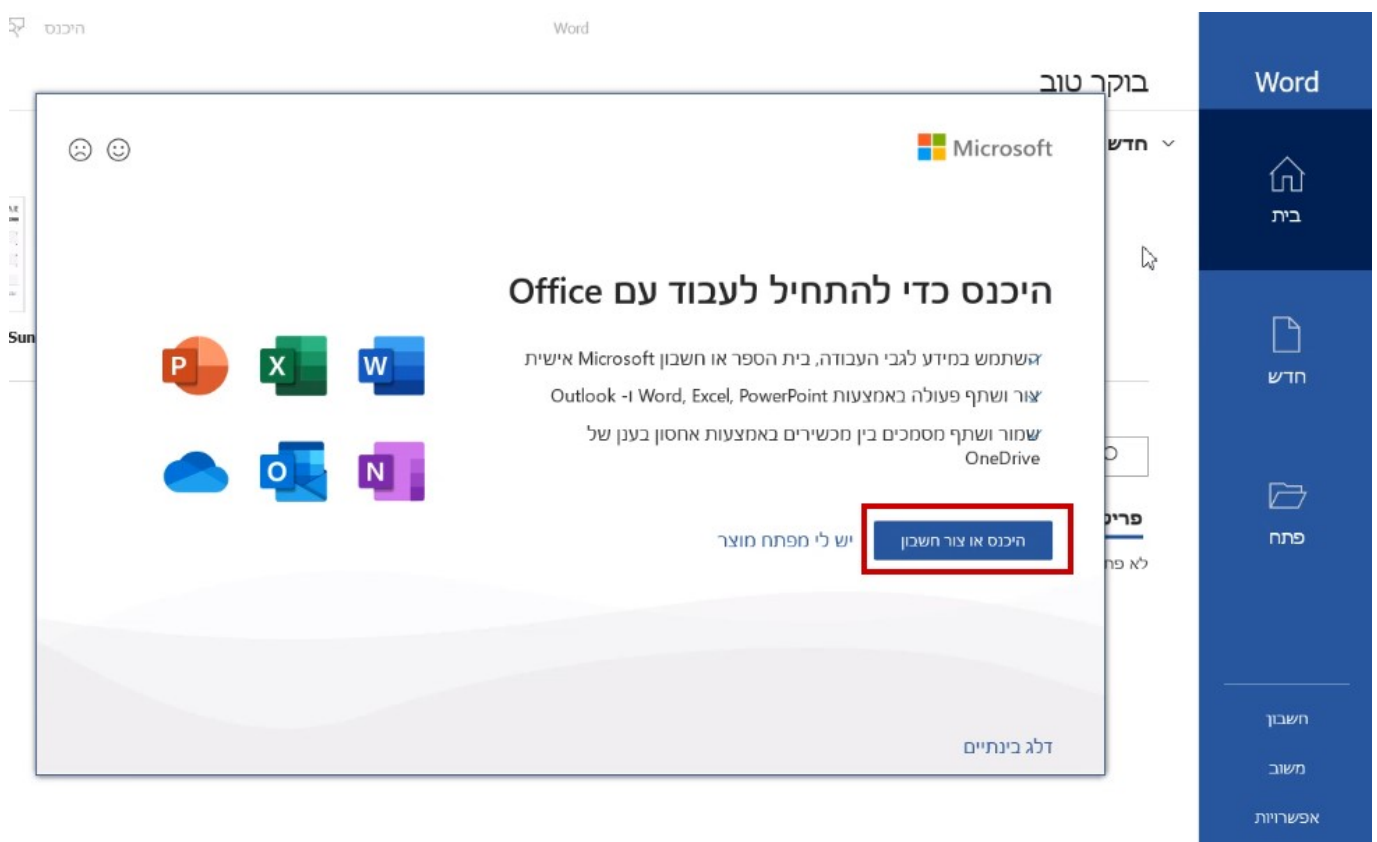 היכנס
Word
בוקר טוב
Word
Microsoft
חדש
בית
היכנס כדי להתחיל לעבוד עם Office
השתמש במידע לגבי העבודה, בית הספר או חשבון Microsoft אישית
צור ושתף פעולה באמצעות Word, Excel, PowerPoint ו- Outlook
שמור ושתף מסמכים בין מכשירים באמצעות אחסון בענן של
OneDrive
Sun
P X W
O N
חדש
היכנס או צור חשבון
יש לי מפתח מוצר
פתח
דלג בינתיים
חשבון
משוב
אפשרויות